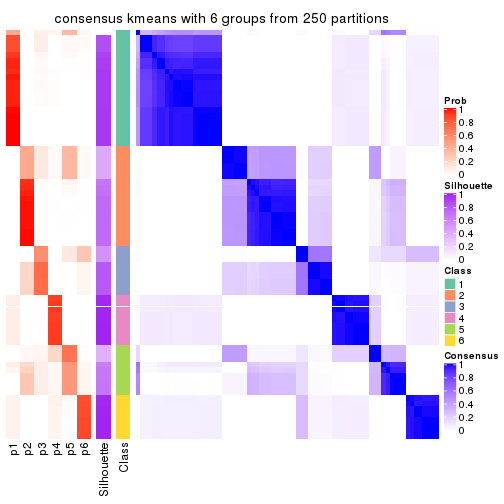 consensus kmeans with 6 groups from 250 partitions
Prob
1
0.8
0.6
0.4
0.2
0
Silhouette
1
0.8
0.6
0.4
0.2
0
Class
1
2
3
4
5
6
Consensus
1
0.8
0.6
0.4
0.2
0
p1
p2
p3
p4
p5
p6
Silhouette
Class